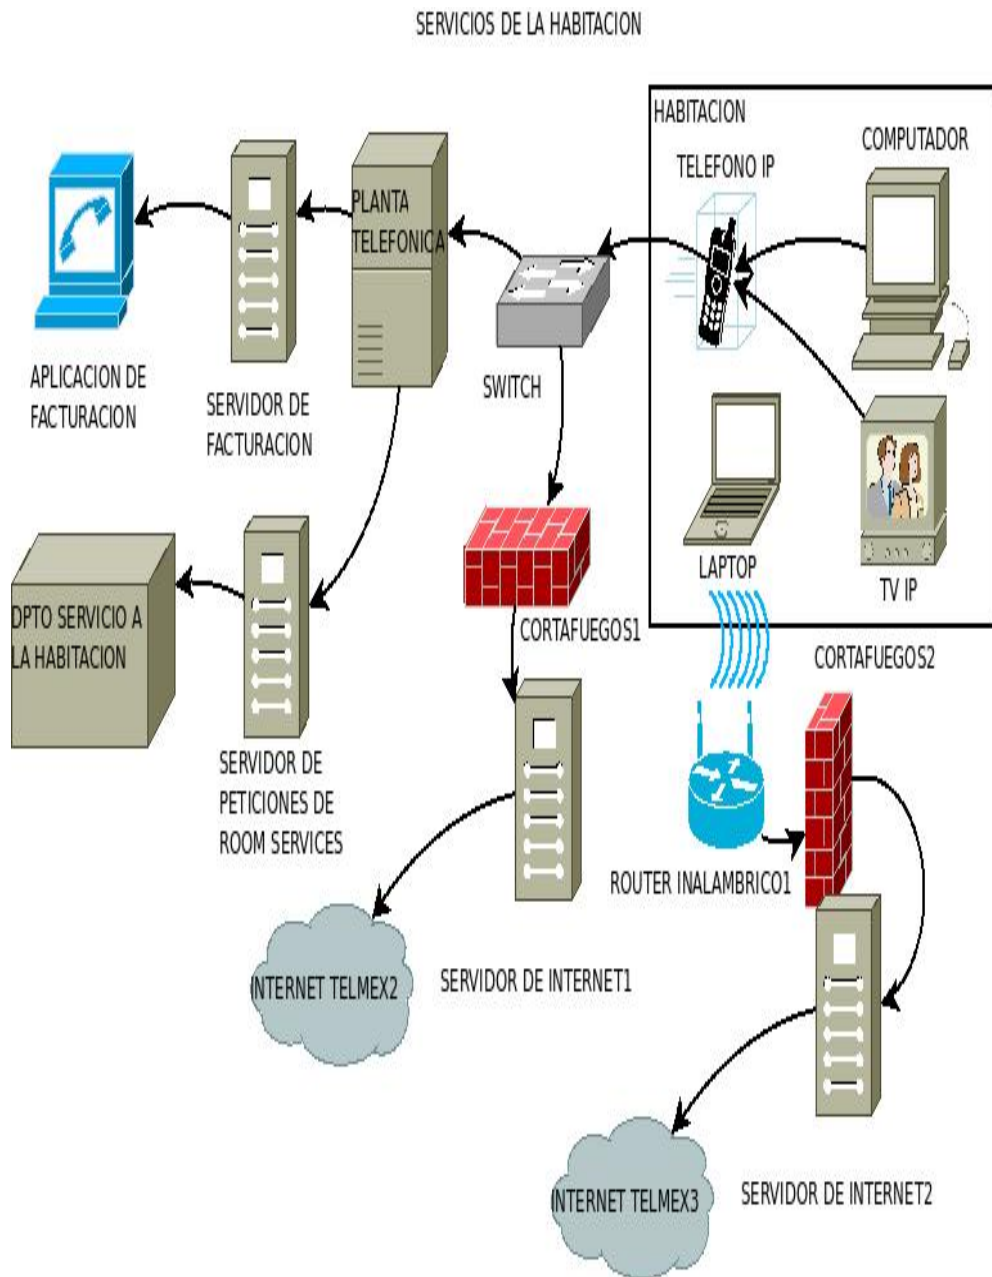 SERVICIOS DE LA HABITACION
HABITACION
COMPUTADOR
TELEFONO IP
PLANTA
TELEFONICA
SWITCH
APLICACION DE
FACTURACION
SERVIDOR DE
FACTURACION
LAPTOP
TV IP
DPTO SERVICIO A
LA HABITACION
CORTAFUEGOS1
CORTAFUEGOS2
SERVIDOR DE
PETICIONES DE
ROOM SERVICES
ROUTER INALAMBRICO1
INTERNET TELMEX2
SERVIDOR DE INTERNET1
INTERNET TELMEX3
SERVIDOR DE INTERNET2